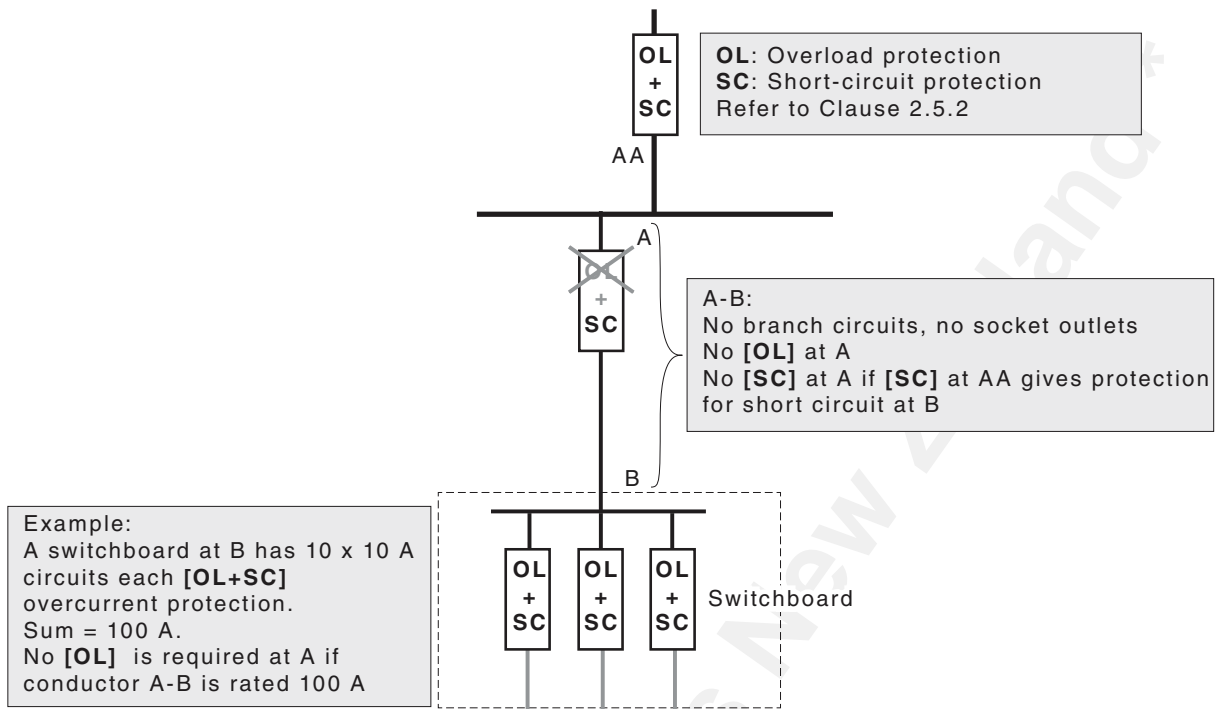 OL
+
SC
OL: Overload protection
SC: Short-circuit protection
Refer to Clause 2.5.2
AA
A
OL
+
SC
A-B:
No branch circuits, no socket outlets
No [OL] at A
No [SC] at A if [SC] at AA gives protection
for short circuit at B
B
Example:
A switchboard at B has 10 x 10 A
circuits each [OL+SC]
overcurrent protection.
Sum = 100 A.
No [OL] is required at A if
conductor A-B is rated 100 A
OL
+
SC
OL
+
SC
OL
+
SC
Switchboard
s New Zealand *